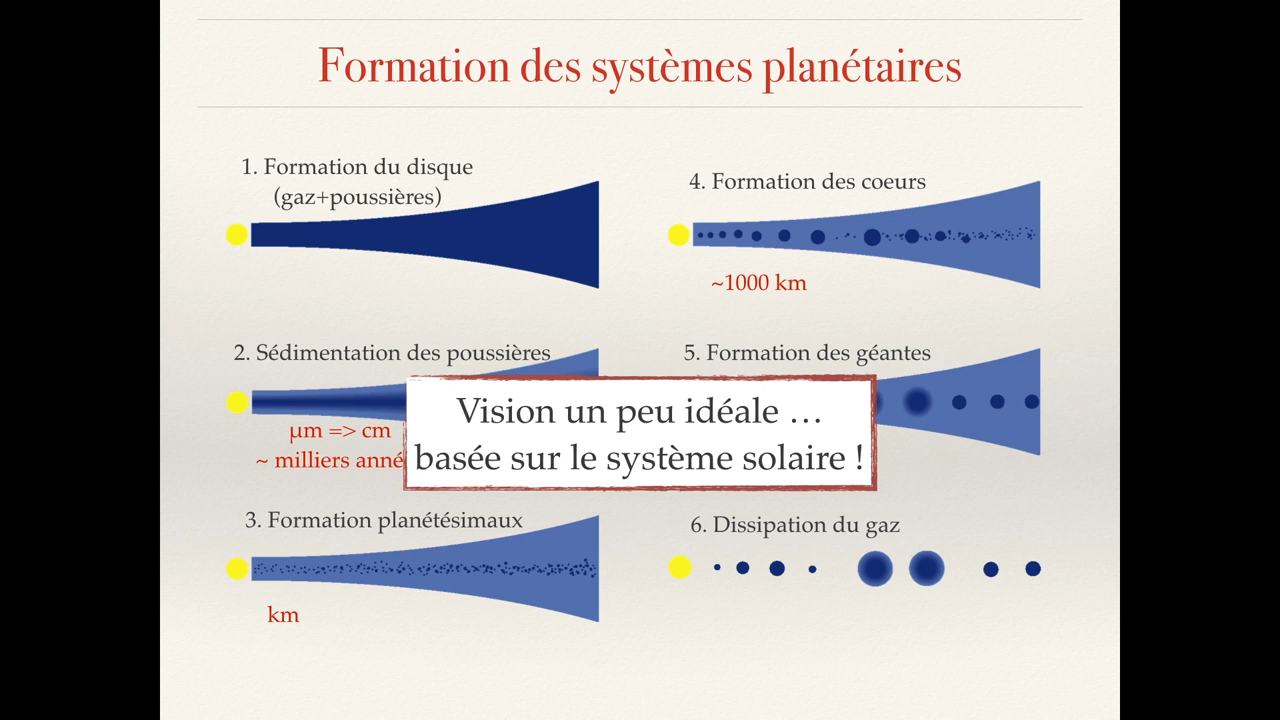 Formation des systèmes planétaires
1. Formation du disque
(gaz+poussières)
2. Sédimentation des poussières
µm => cm
~ milliers anné
3. Formation planétésimaux
km
4. Formation des coeurs
~1000 km
5. Formation des géantes
Vision un peu idéale …
basée sur le système solaire !
6. Dissipation du gaz